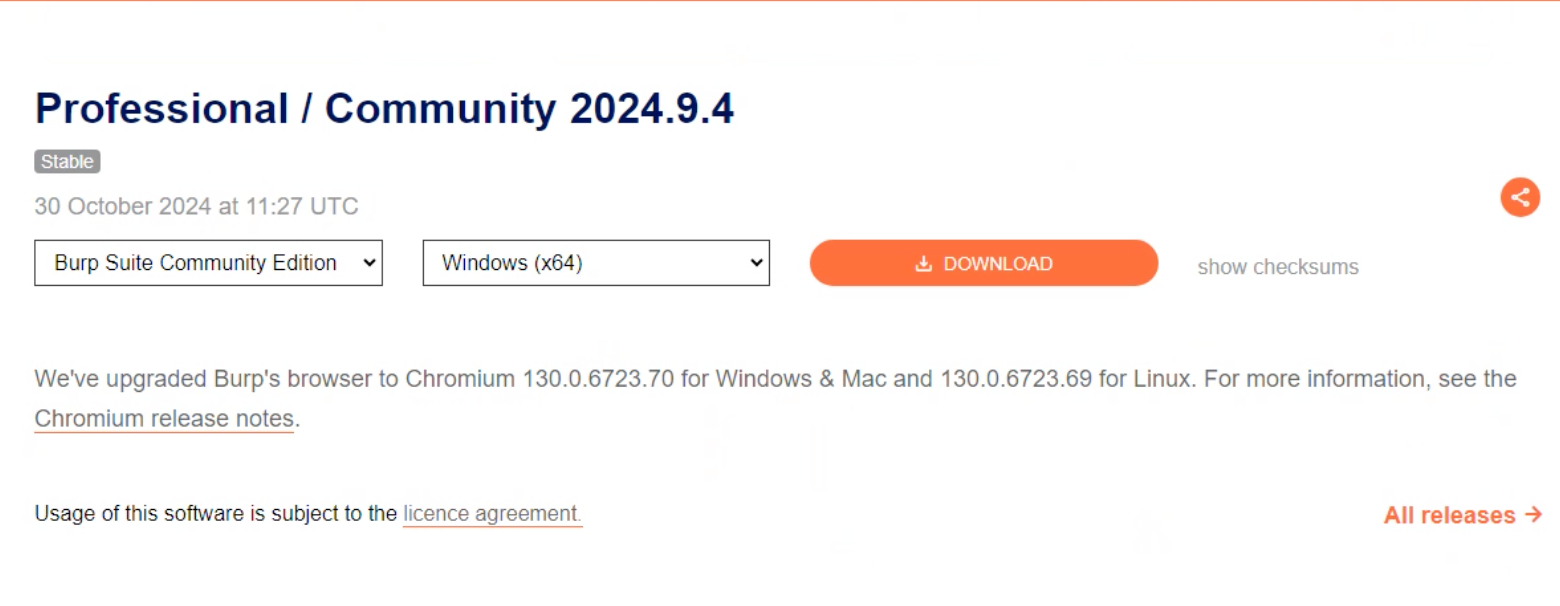 Professional / Community 2024.9.4
Stable
30 October 2024 at 11:27 UTC
Burp Suite Community Edition
Windows (x64)
DOWNLOAD
show checksums
We've upgraded Burp's browser to Chromium 130.0.6723.70 for Windows & Mac and 130.0.6723.69 for Linux. For more information, see the
Chromium release notes.
Usage of this software is subject to the licence agreement.
All releases →